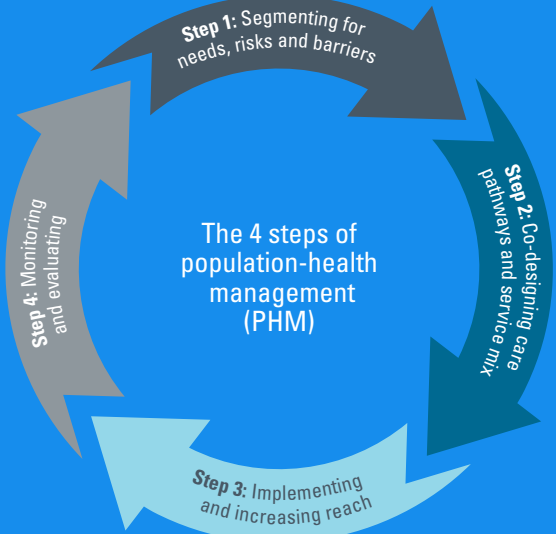 Step 1: Segmenting for
needs, risks and barriers
Step 2: Co-designing care
pathways and service mix
Step 3: Implementing
and increasing reach
Step 4: Monitoring
and evaluating
The 4 steps of
population-health
management
(PHM)